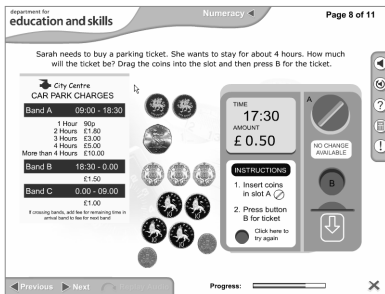 department for
education and skills
Numeracy
Page 8 of 11
Sarah needs to buy a parking ticket. She wants to stay for about 4 hours. How much
will the ticket be? Drag the coins into the slot and then press B for the ticket.
City Centre
CAR PARK CHARGES
Band A 09:00 - 18:30
1 Hour 90p
2 Hours £1.80
3 Hours £3.00
4 Hours £5.00
More than 4 Hours £10.00
Band B 18:30 - 0.00
£1.50
Band C 0.00 - 09.00
£1.00
If crossing bands, add fee for remaining time in
arrival band to fee for next band
TIME
17:30
AMOUNT
£ 0.50
INSTRUCTIONS
1. Insert coins
in slot A
2. Press button
B for ticket
Click here to
try again
A
NO CHANGE
AVAILABLE
B
Previous
Next
Progress: